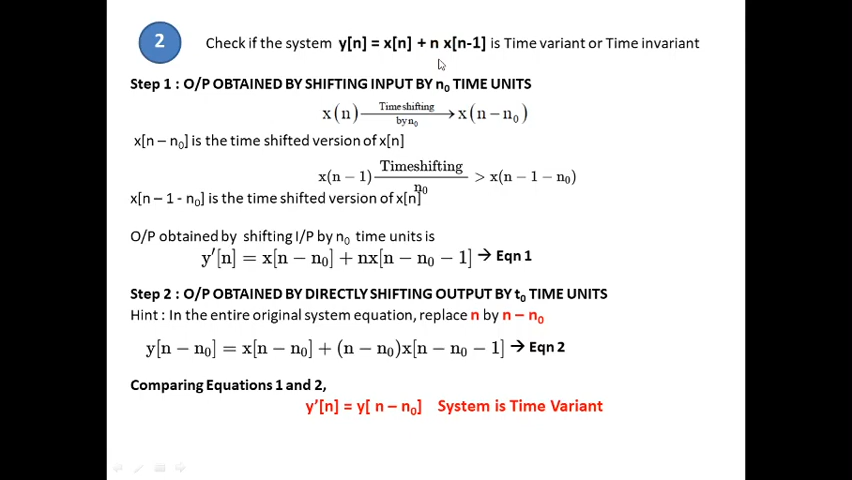 2
Check if the system y[n] = x[n] + n x[n-1] is Time variant or Time invariant
Step 1 : O/P OBTAINED BY SHIFTING INPUT BY n₀ TIME UNITS
x(n) Timeshifting by n₀ → x(n − n₀)
x[n – n₀] is the time shifted version of x[n]
x(n − 1) Timeshifting n₀ > x(n − 1 − n₀)
x[n – 1 - n₀] is the time shifted version of x[n]
O/P obtained by shifting I/P by n₀ time units is
y′[n] = x[n − n₀] + nx[n − n₀ − 1] → Eqn 1
Step 2 : O/P OBTAINED BY DIRECTLY SHIFTING OUTPUT BY t₀ TIME UNITS
Hint : In the entire original system equation, replace n by n – n₀
y[n − n₀] = x[n − n₀] + (n − n₀)x[n − n₀ − 1] → Eqn 2
Comparing Equations 1 and 2,
y’[n] = y[ n – n₀] System is Time Variant